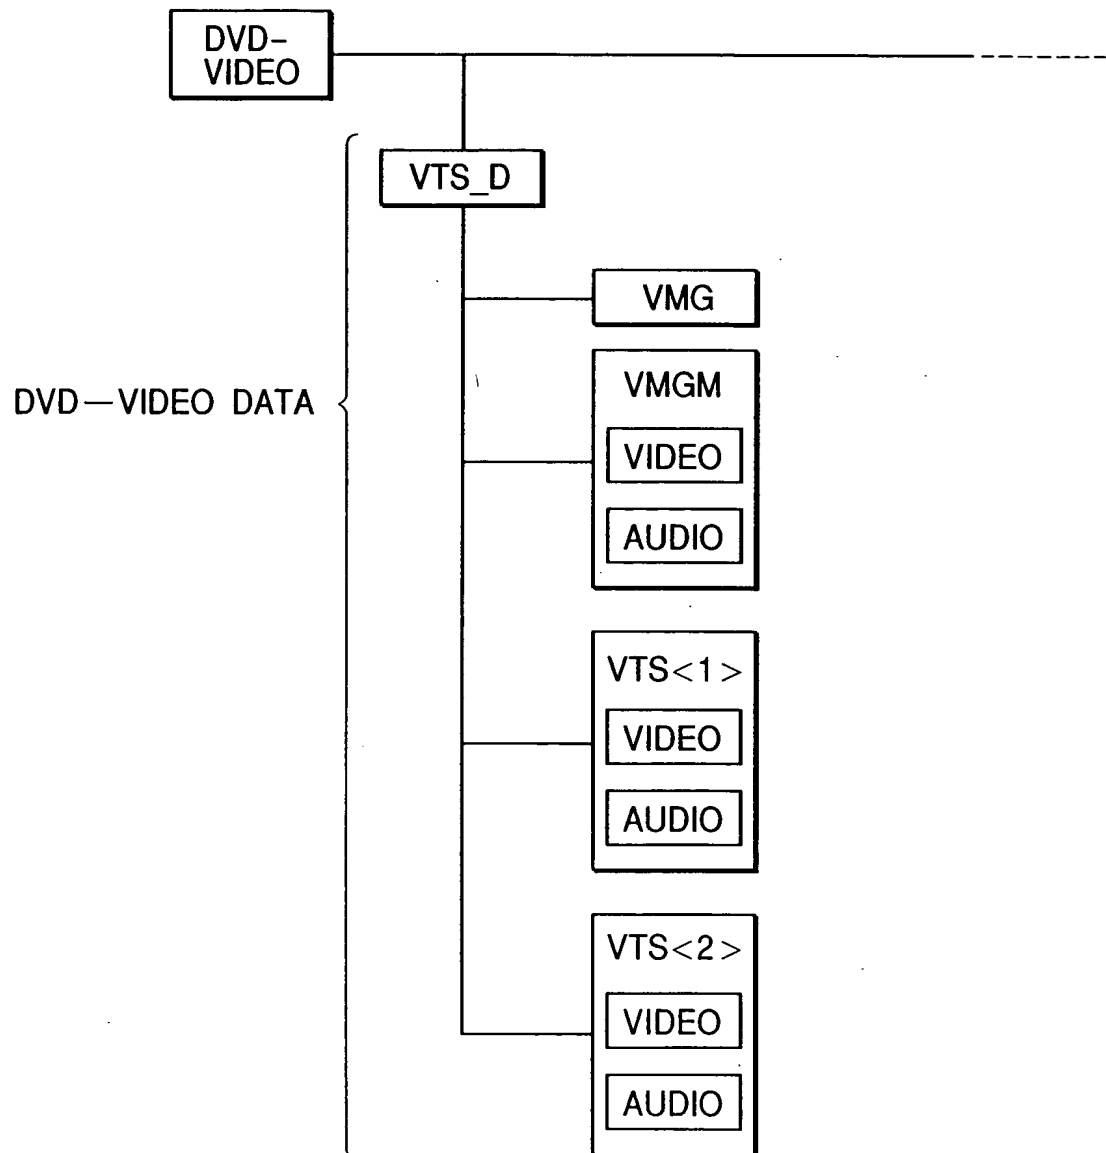 DVD-
VIDEO
VTS_D
VMG
DVD—VIDEO DATA
VMGM
VIDEO
AUDIO
VTS<1>
VIDEO
AUDIO
VTS<2>
VIDEO
AUDIO